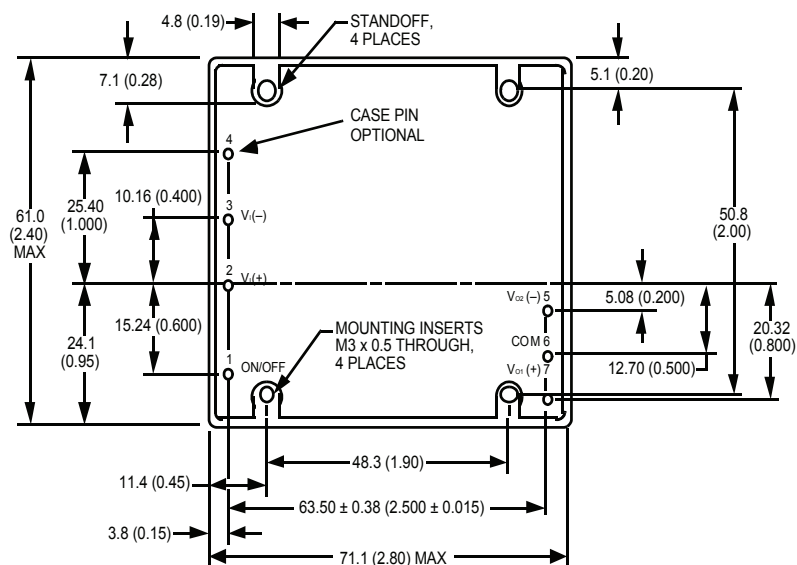 4.8 (0.19)
STANDOFF,
4 PLACES
7.1 (0.28)
5.1 (0.20)
CASE PIN
OPTIONAL
4
10.16 (0.400)
25.40
(1.000)
61.0
(2.40)
MAX
3
Vi(–)
50.8
(2.00)
2
Vi(+)
VO2 (–) 5
5.08 (0.200)
15.24 (0.600)
24.1
(0.95)
MOUNTING INSERTS
M3 x 0.5 THROUGH,
4 PLACES
COM 6
20.32
(0.800)
12.70 (0.500)
1
ON/OFF
VO1 (+) 7
48.3 (1.90)
11.4 (0.45)
63.50 ± 0.38 (2.500 ± 0.015)
3.8 (0.15)
71.1 (2.80) MAX